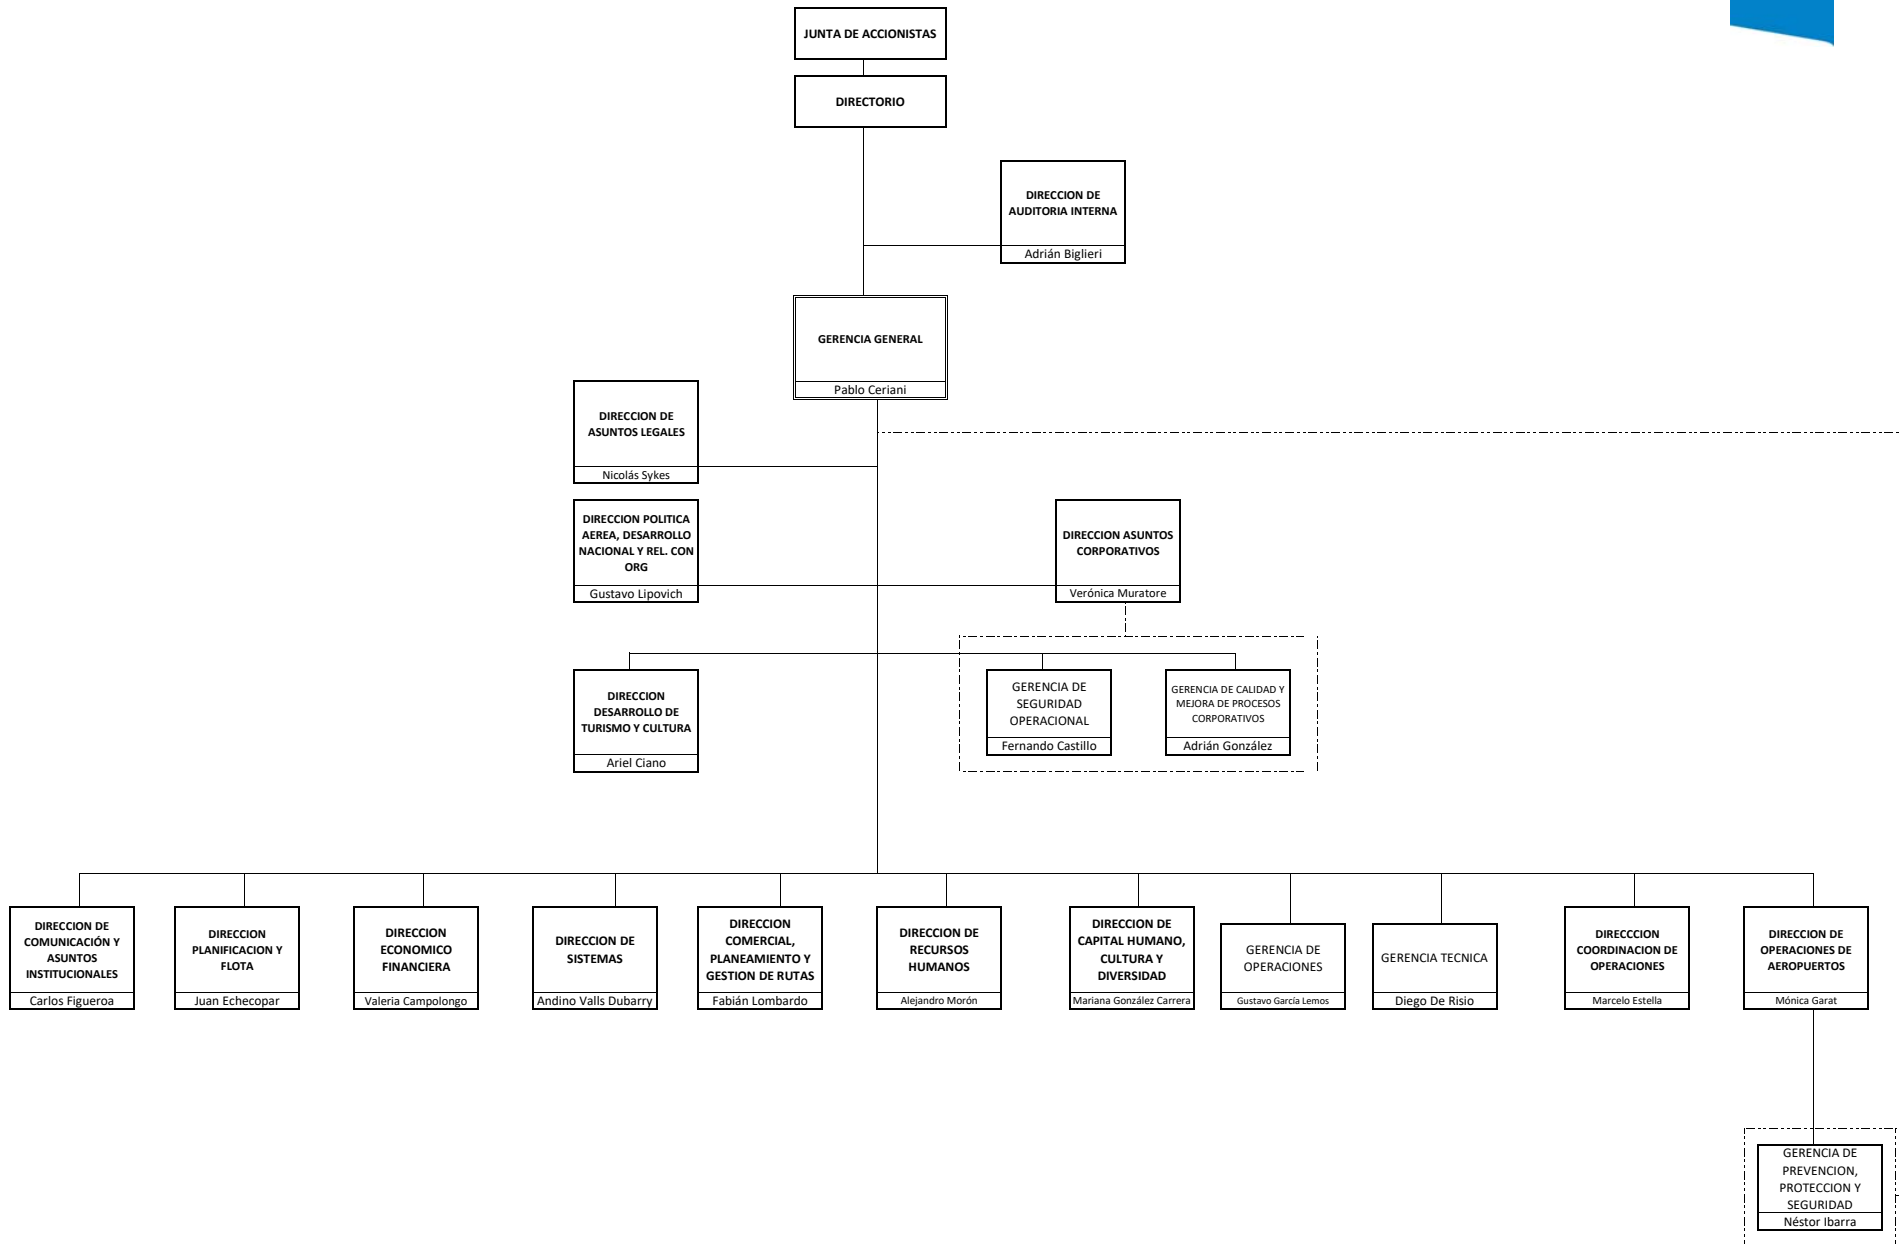 JUNTA DE ACCIONISTAS
DIRECTORIO
DIRECCION DE
AUDITORIA INTERNA
Adrián Biglieri
GERENCIA GENERAL
Pablo Ceriani
DIRECCION DE
ASUNTOS LEGALES
Nicolás Sykes
DIRECCION POLITICA
AEREA, DESARROLLO
NACIONAL Y REL. CON
ORG
Gustavo Lipovich
DIRECCION ASUNTOS
CORPORATIVOS
Verónica Muratore
DIRECCION
DESARROLLO DE
TURISMO Y CULTURA
Ariel Ciano
GERENCIA DE
SEGURIDAD
OPERACIONAL
Fernando Castillo
GERENCIA DE CALIDAD Y
MEJORA DE PROCESOS
CORPORATIVOS
Adrián González
DIRECCION DE
COMUNICACIÓN Y
ASUNTOS
INSTITUCIONALES
Carlos Figueroa
DIRECCION
PLANIFICACION Y
FLOTA
Juan Echecopar
DIRECCION
ECONOMICO
FINANCIERA
Valeria Campolongo
DIRECCION DE
SISTEMAS
Andino Valls Dubarry
DIRECCION
COMERCIAL,
PLANEAMIENTO Y
GESTION DE RUTAS
Fabián Lombardo
DIRECCION DE
RECURSOS
HUMANOS
Alejandro Morón
DIRECCION DE
CAPITAL HUMANO,
CULTURA Y
DIVERSIDAD
Mariana González Carrera
GERENCIA DE
OPERACIONES
Gustavo García Lemos
GERENCIA TECNICA
Diego De Risio
DIRECCCION
COORDINACION DE
OPERACIONES
Marcelo Estella
DIRECCION DE
OPERACIONES DE
AEROPUERTOS
Mónica Garat
GERENCIA DE
PREVENCION,
PROTECCION Y
SEGURIDAD
Néstor Ibarra